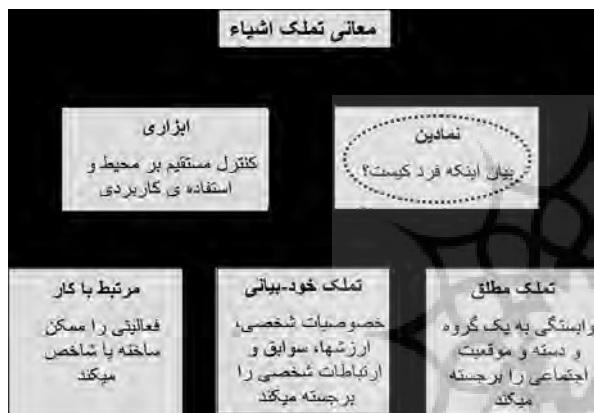 معانی تملک اشیاء
نمادین
بیان اینکه فرد کیست؟
ابزاری
کنترل مستقیم بر محیط و
استفاده ی کاربردی
تملک مطلق
وابستگی به یک گروه
و دسته و موقعیت
اجتماعی را برجسته
میکند
تملک خود-بیانی
خصوصیات شخصی،
ارزشها، سوابق و
ارتباطات شخصی را
برجسته میکند
مرتبط با کار
فعالیتی را ممکن
ساخته یا شاخص
میکند